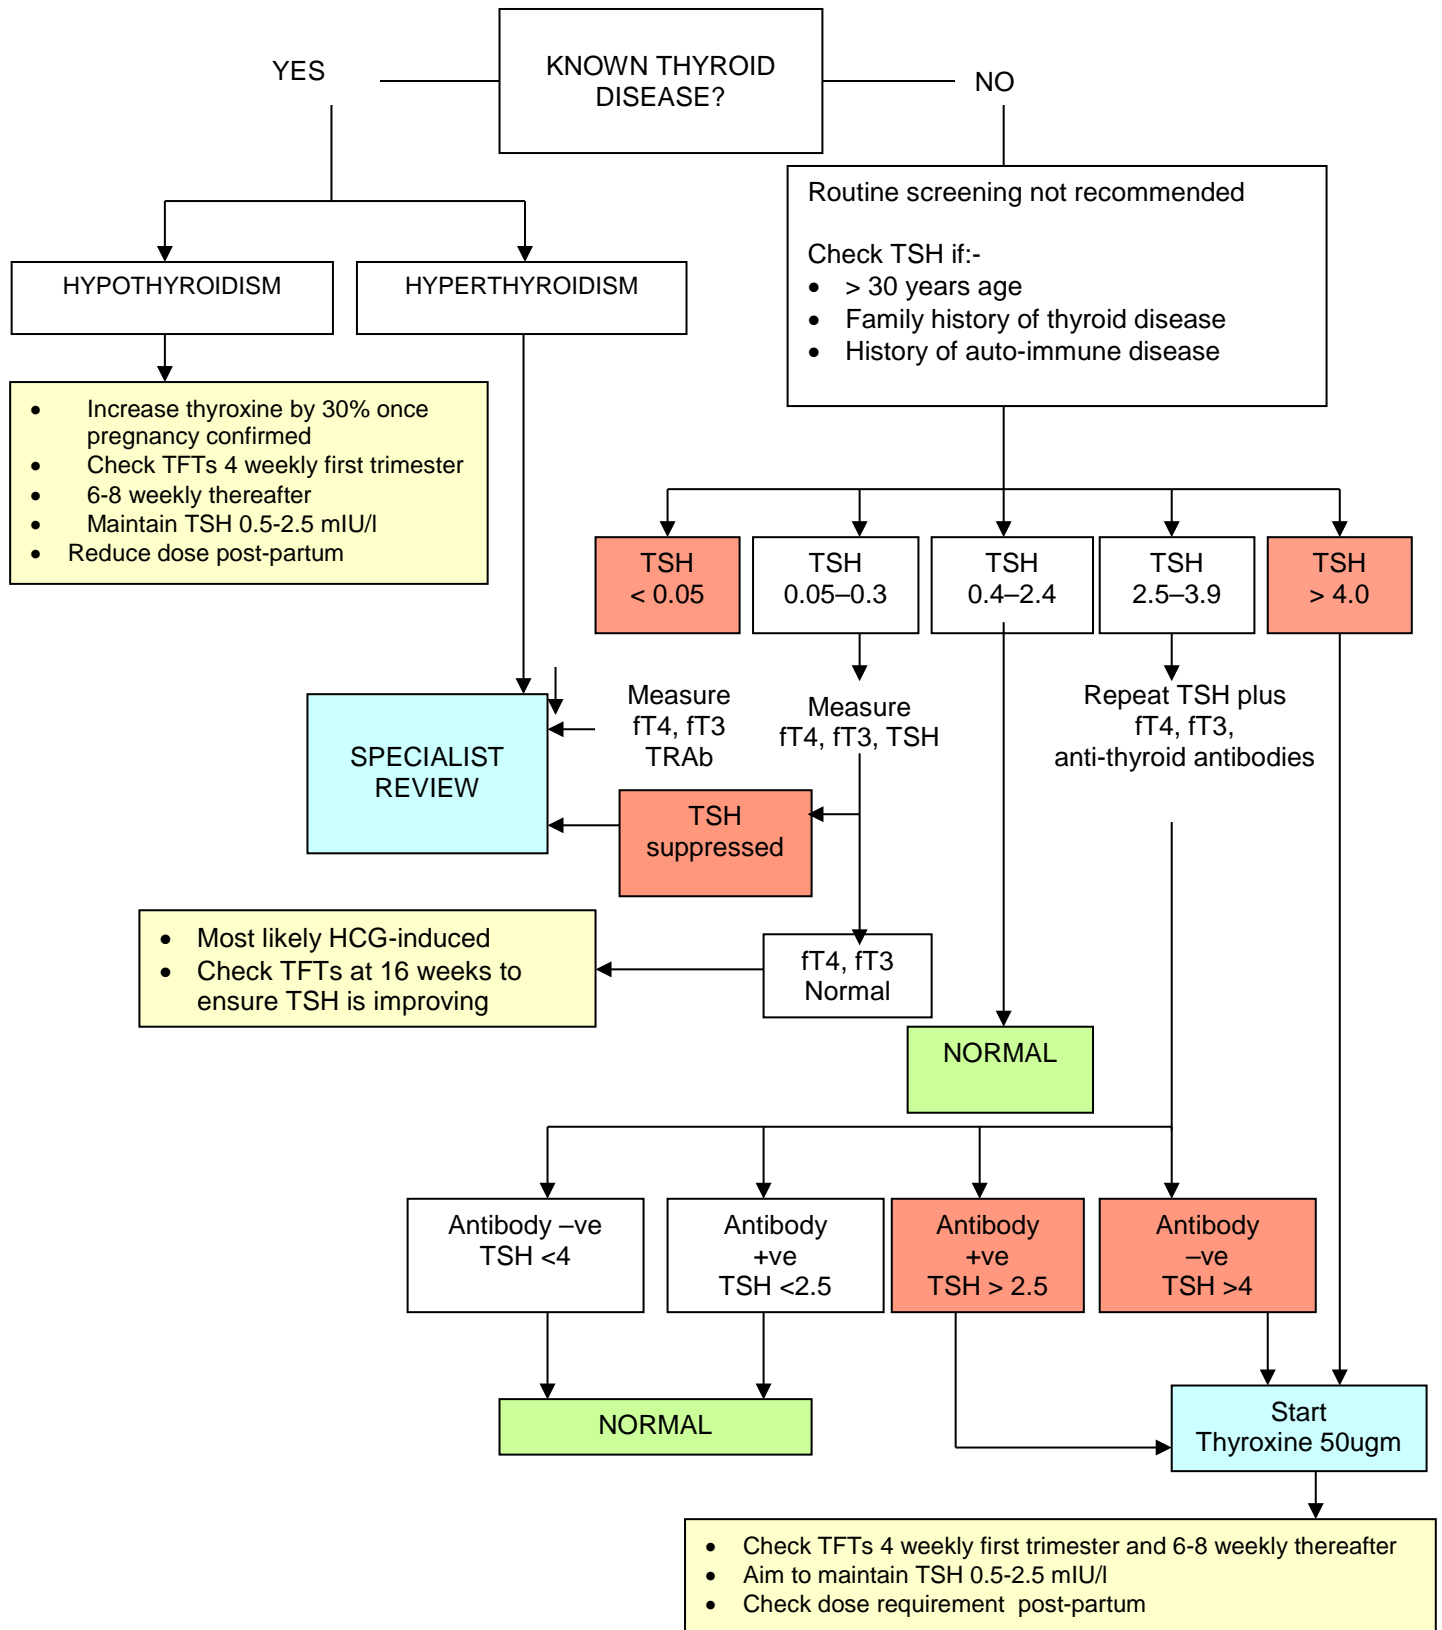 KNOWN THYROID
DISEASE?
YES
NO
Routine screening not recommended
Check TSH if:-
• > 30 years age
• Family history of thyroid disease
• History of auto-immune disease
HYPOTHYROIDISM
HYPERTHYROIDISM
• Increase thyroxine by 30% once
pregnancy confirmed
• Check TFTs 4 weekly first trimester
• 6-8 weekly thereafter
• Maintain TSH 0.5-2.5 mIU/l
• Reduce dose post-partum
TSH
< 0.05
TSH
0.05–0.3
TSH
0.4–2.4
TSH
2.5–3.9
TSH
> 4.0
SPECIALIST
REVIEW
Measure
fT4, fT3
TRAb
Measure
fT4, fT3, TSH
Repeat TSH plus
fT4, fT3,
anti-thyroid antibodies
TSH
suppressed
• Most likely HCG-induced
• Check TFTs at 16 weeks to
ensure TSH is improving
fT4, fT3
Normal
NORMAL
Antibody –ve
TSH <4
Antibody
+ve
TSH <2.5
Antibody
+ve
TSH > 2.5
Antibody
–ve
TSH >4
NORMAL
Start
Thyroxine 50ugm
• Check TFTs 4 weekly first trimester and 6-8 weekly thereafter
• Aim to maintain TSH 0.5-2.5 mIU/l
• Check dose requirement post-partum